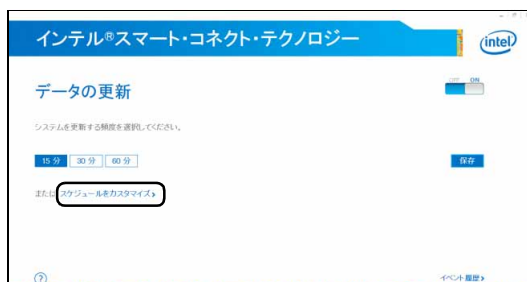 インテル®スマート・コネクト・テクノロジー
intel
データの更新
OFF ON
システムを更新する頻度を選択してください。
15 分 30 分 60 分
保存
または スケジュールをカスタマイズ›
? イベント履歴›